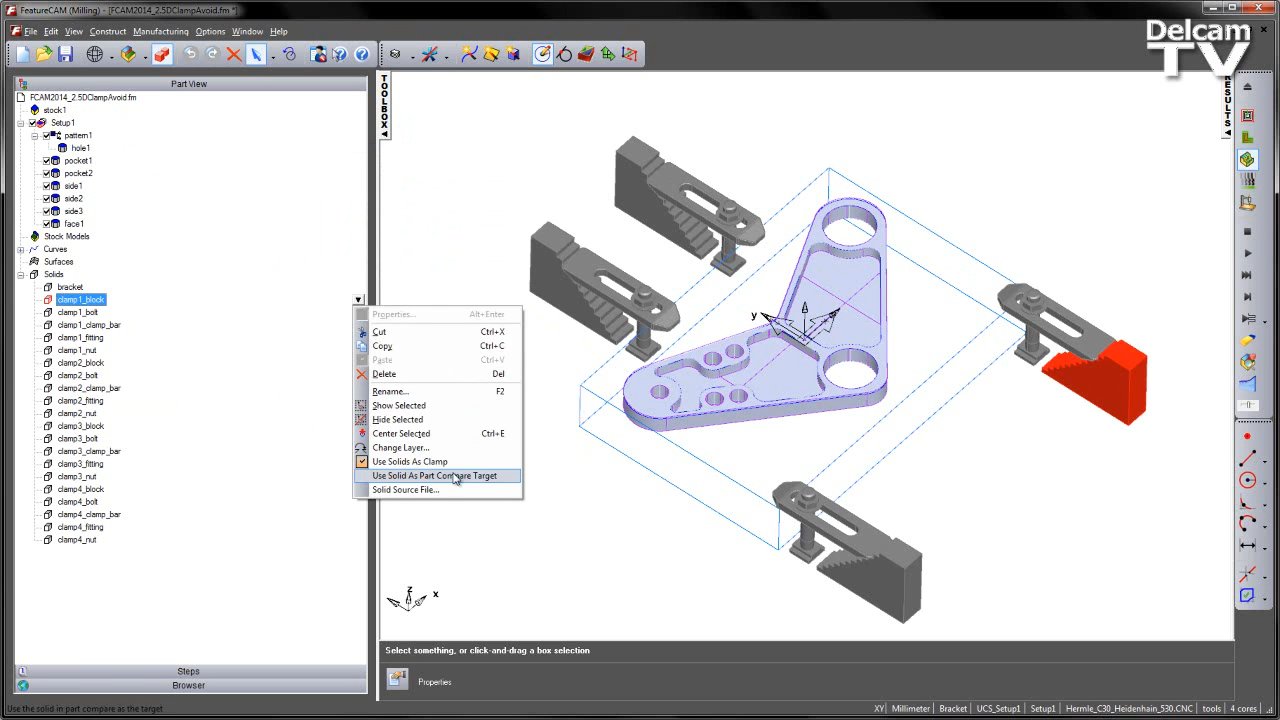 FeatureCAM (Milling) - [FCAM2014_2.5DClampAvoid.fm *]
Delcam
TV
File Edit View Construct Manufacturing Options Window Help
Part View
FCAM2014_2.5DClampAvoid.fm
stock1
Setup1
pattern1
hole1
pocket1
pocket2
side1
side2
side3
face1
Stock Models
Curves
Surfaces
Solids
bracket
clamp1_block
clamp1_bolt
clamp1_clamp_bar
clamp1_fitting
clamp1_nut
clamp2_block
clamp2_bolt
clamp2_clamp_bar
clamp2_fitting
clamp2_nut
clamp3_block
clamp3_bolt
clamp3_clamp_bar
clamp3_fitting
clamp3_nut
clamp4_block
clamp4_bolt
clamp4_clamp_bar
clamp4_fitting
clamp4_nut
Properties... Alt+Enter
Cut Ctrl+X
Copy Ctrl+C
Paste Ctrl+V
Delete Del
Rename... F2
Show Selected
Hide Selected
Center Selected Ctrl+E
Change Layer...
Use Solids As Clamp
Use Solid As Part Compare Target
Solid Source File...
TOOLBOX
RESULTS
y
z
x
Select something, or click-and-drag a box selection
Properties
Steps
Browser
Use the solid in part compare as the target
XY Millimeter Bracket UCS_Setup1 Setup1 Hermle_C30_Heidenhain_530.CNC tools 4 cores